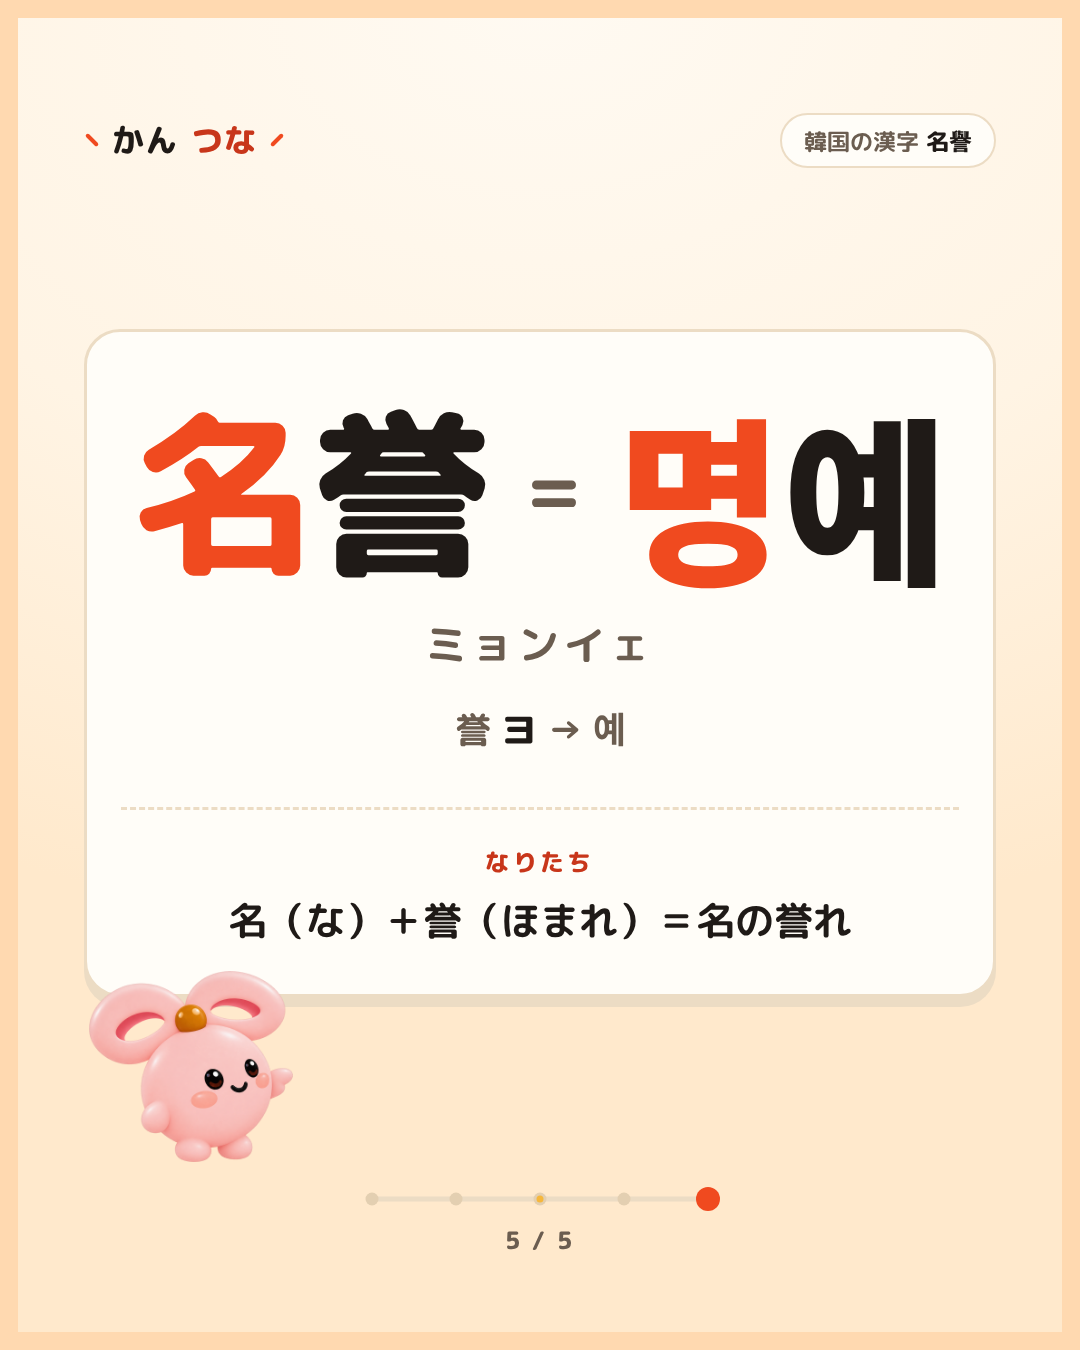 かん つな
韓国の漢字 名譽
名誉 = 명예
ミョンイェ
誉 ヨ → 예
なりたち
名（な）＋誉（ほまれ）＝名の誉れ
5 / 5